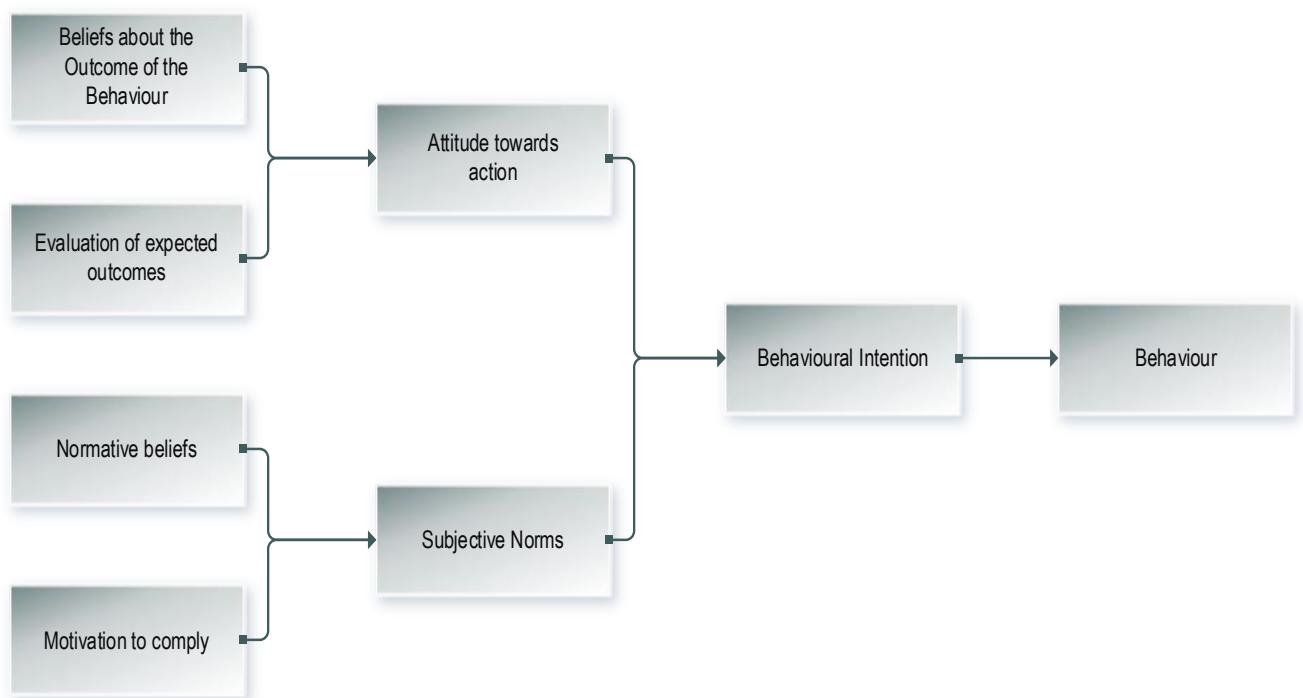 Beliefs about the
Outcome of the
Behaviour
Attitude towards
action
Evaluation of expected
outcomes
Behavioural Intention
Behaviour
Normative beliefs
Subjective Norms
Motivation to comply